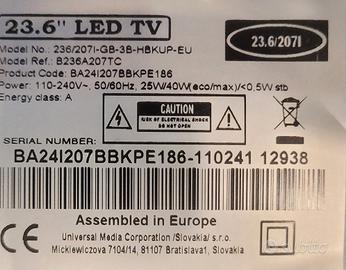 23.6" LED TV
Model No.: 236/207I-GB-3B-HBKUP-EU
Model Ref.: B236A207TC
Product Code: BA24I207BBKPE186
Power: 110-240V~, 50/60Hz, 25W/40W(eco/max)/<0,5W stb
Energy class: A
23.6/207I
CAUTION
RISK OF ELECTRIC SHOCK
DO NOT OPEN
SERIAL NUMBER:
BA24I207BBKPE186-110241 12938
Assembled in Europe
Universal Media Corporation /Slovakia/ s.r.o.
Mickiewiczova 7104/14, 81107 Bratislava1, Slovakia
CE
subito